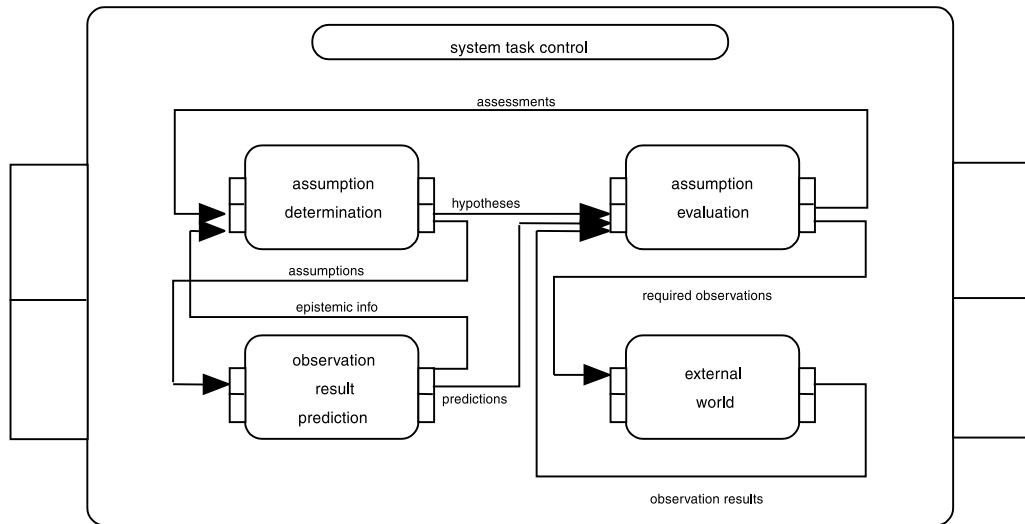 system task control
assessments
assumption
determination
hypotheses
assumption
evaluation
assumptions
epistemic info
required observations
observation
result
prediction
predictions
external
world
observation results